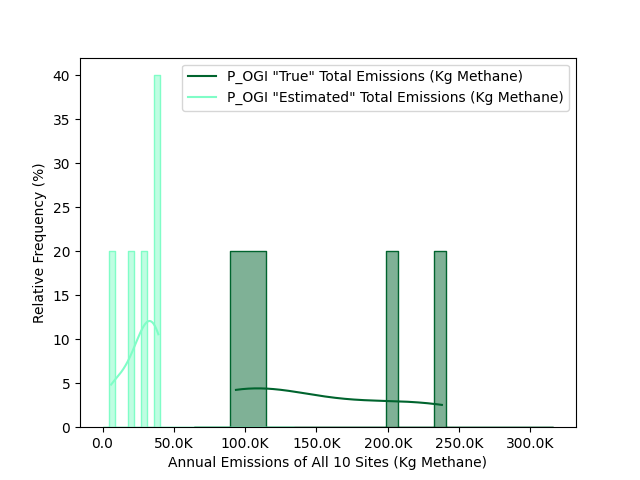 P_OGI "True" Total Emissions (Kg Methane)
P_OGI "Estimated" Total Emissions (Kg Methane)
40
35
30
25
20
15
10
5
0
Relative Frequency (%)
0.0 50.0K 100.0K 150.0K 200.0K 250.0K 300.0K
Annual Emissions of All 10 Sites (Kg Methane)